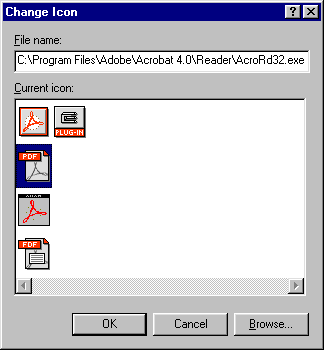 Change Icon
File name:
C:\Program Files\Adobe\Acrobat 4.0\Reader\AcroRd32.exe
Current icon:
PLUG-IN
PDF
PDF
OK Cancel Browse...